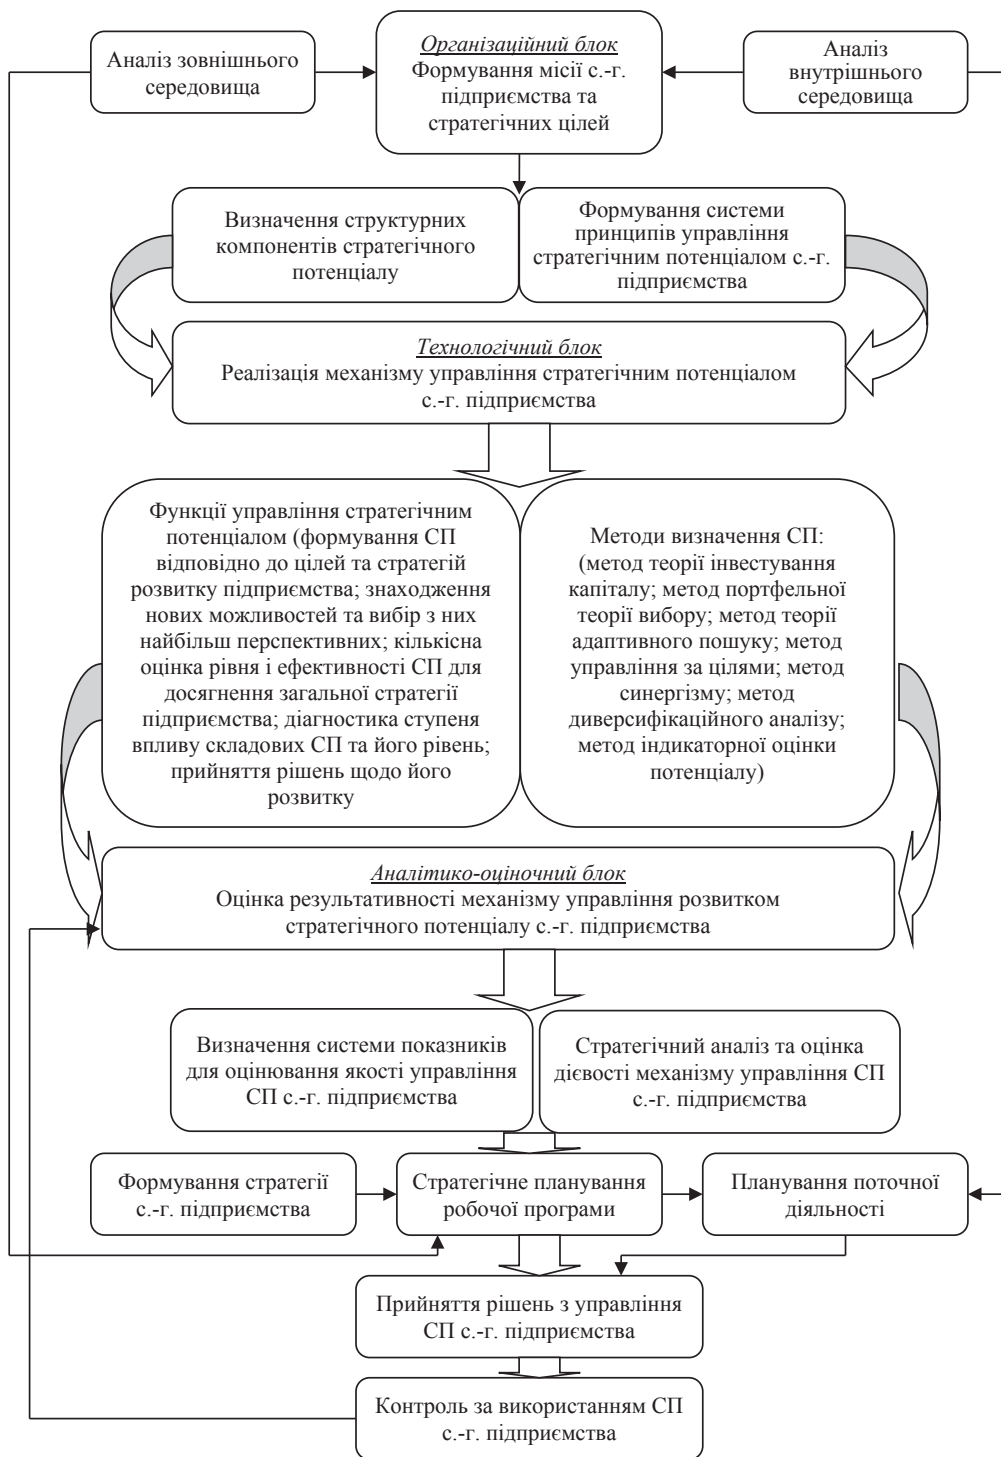 Аналіз зовнішнього
середовища
Організаційний блок
Формування місії с.-г.
підприємства та
стратегічних цілей
Аналіз
внутрішнього
середовища
Визначення структурних
компонентів стратегічного
потенціалу
Формування системи
принципів управління
стратегічним потенціалом с.-г.
підприємства
Технологічний блок
Реалізація механізму управління стратегічним потенціалом
с.-г. підприємства
Функції управління стратегічним
потенціалом (формування СП
відповідно до цілей та стратегій
розвитку підприємства; знаходження
нових можливостей та вибір з них
найбільш перспективних; кількісна
оцінка рівня і ефективності СП для
досягнення загальної стратегії
підприємства; діагностика ступеня
впливу складових СП та його рівень;
прийняття рішень щодо його
розвитку
Методи визначення СП:
(метод теорії інвестування
капіталу; метод портфельної
теорії вибору; метод теорії
адаптивного пошуку; метод
управління за цілями; метод
синергізму; метод
диверсифікаційного аналізу;
метод індикаторної оцінки
потенціалу)
Аналітико-оціночний блок
Оцінка результативності механізму управління розвитком
стратегічного потенціалу с.-г. підприємства
Визначення системи показників
для оцінювання якості управління
СП с.-г. підприємства
Стратегічний аналіз та оцінка
дієвості механізму управління СП
с.-г. підприємства
Формування стратегії
с.-г. підприємства
Стратегічне планування
робочої програми
Планування поточної
діяльності
Прийняття рішень з управління
СП с.-г. підприємства
Контроль за використанням СП
с.-г. підприємства